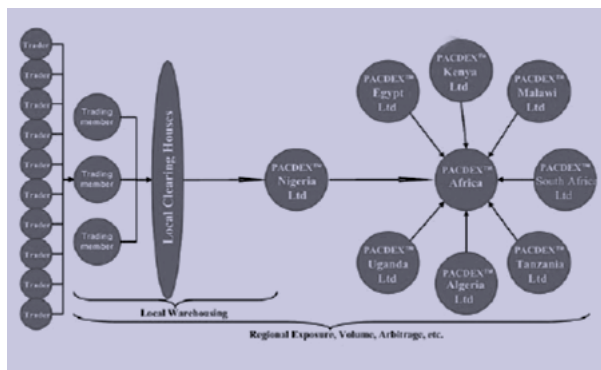 Trader
Trader
Trader
Trader
Trader
Trader
Trader
Trader
Trader
Trader
Trading
member
Trading
member
Trading
member
Local Clearing Houses
PACDEX™
Nigeria
Ltd
PACDEX™
Egypt
Ltd
PACDEX™
Kenya
Ltd
PACDEX™
Malawi
Ltd
PACDEX™
Africa
PACDEX™
South Africa
Ltd
PACDEX™
Uganda
Ltd
PACDEX™
Algeria
Ltd
PACDEX™
Tanzania
Ltd
Local Warehousing
Regional Exposure, Volume, Arbitrage, etc.